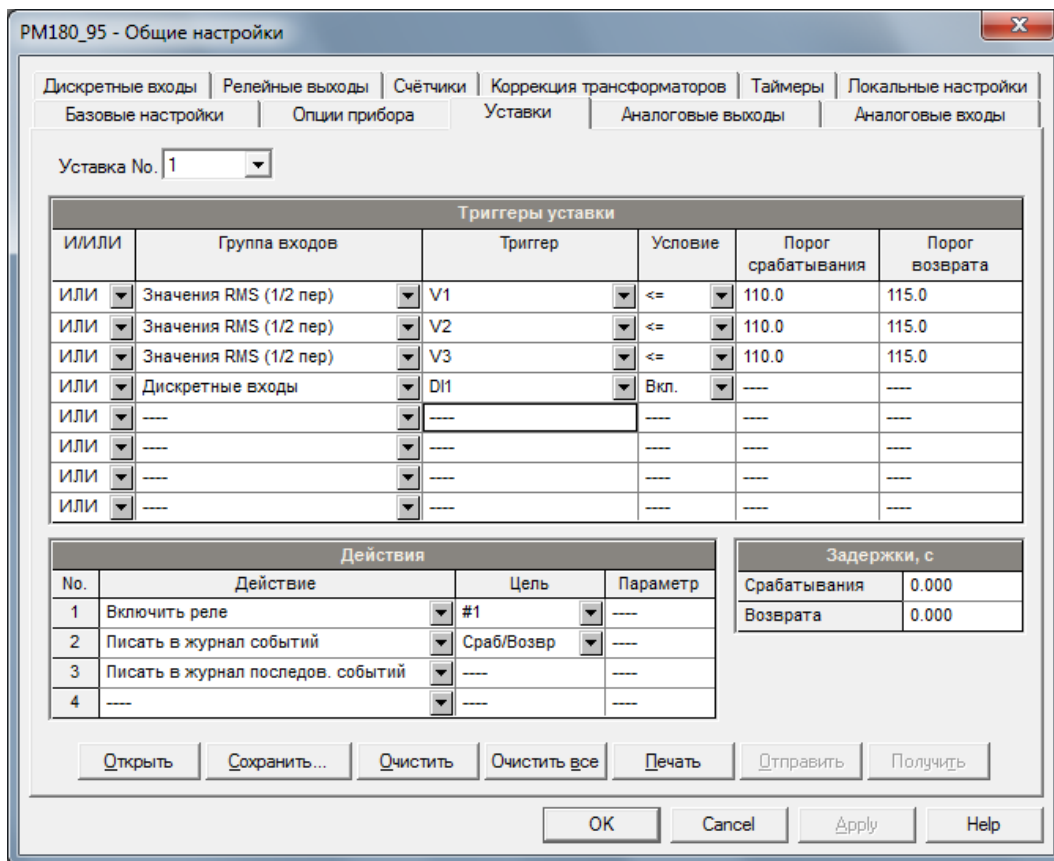 PM180_95 - Общие настройки
Дискретные входы Релейные выходы Счётчики Коррекция трансформаторов Таймеры Локальные настройки
Базовые настройки Опции прибора Уставки Аналоговые выходы Аналоговые входы
Уставка No. 1
Триггеры уставки
И/ИЛИ Группа входов Триггер Условие Порог срабатывания Порог возврата
ИЛИ Значения RMS (1/2 пер) V1 <= 110.0 115.0
ИЛИ Значения RMS (1/2 пер) V2 <= 110.0 115.0
ИЛИ Значения RMS (1/2 пер) V3 <= 110.0 115.0
ИЛИ Дискретные входы DI1 Вкл. ---- ----
ИЛИ ---- ---- ---- ---- ----
ИЛИ ---- ---- ---- ----
ИЛИ ---- ---- ---- ----
ИЛИ ---- ---- ---- ----
Действия
No. Действие Цель Параметр
1 Включить реле #1 ----
2 Писать в журнал событий Сраб/Возвр ----
3 Писать в журнал последов. событий ---- ----
4 ---- ---- ----
Задержки, с
Срабатывания 0.000
Возврата 0.000
Открыть Сохранить... Очистить Очистить все Печать Отправить Получить
OK Cancel Apply Help